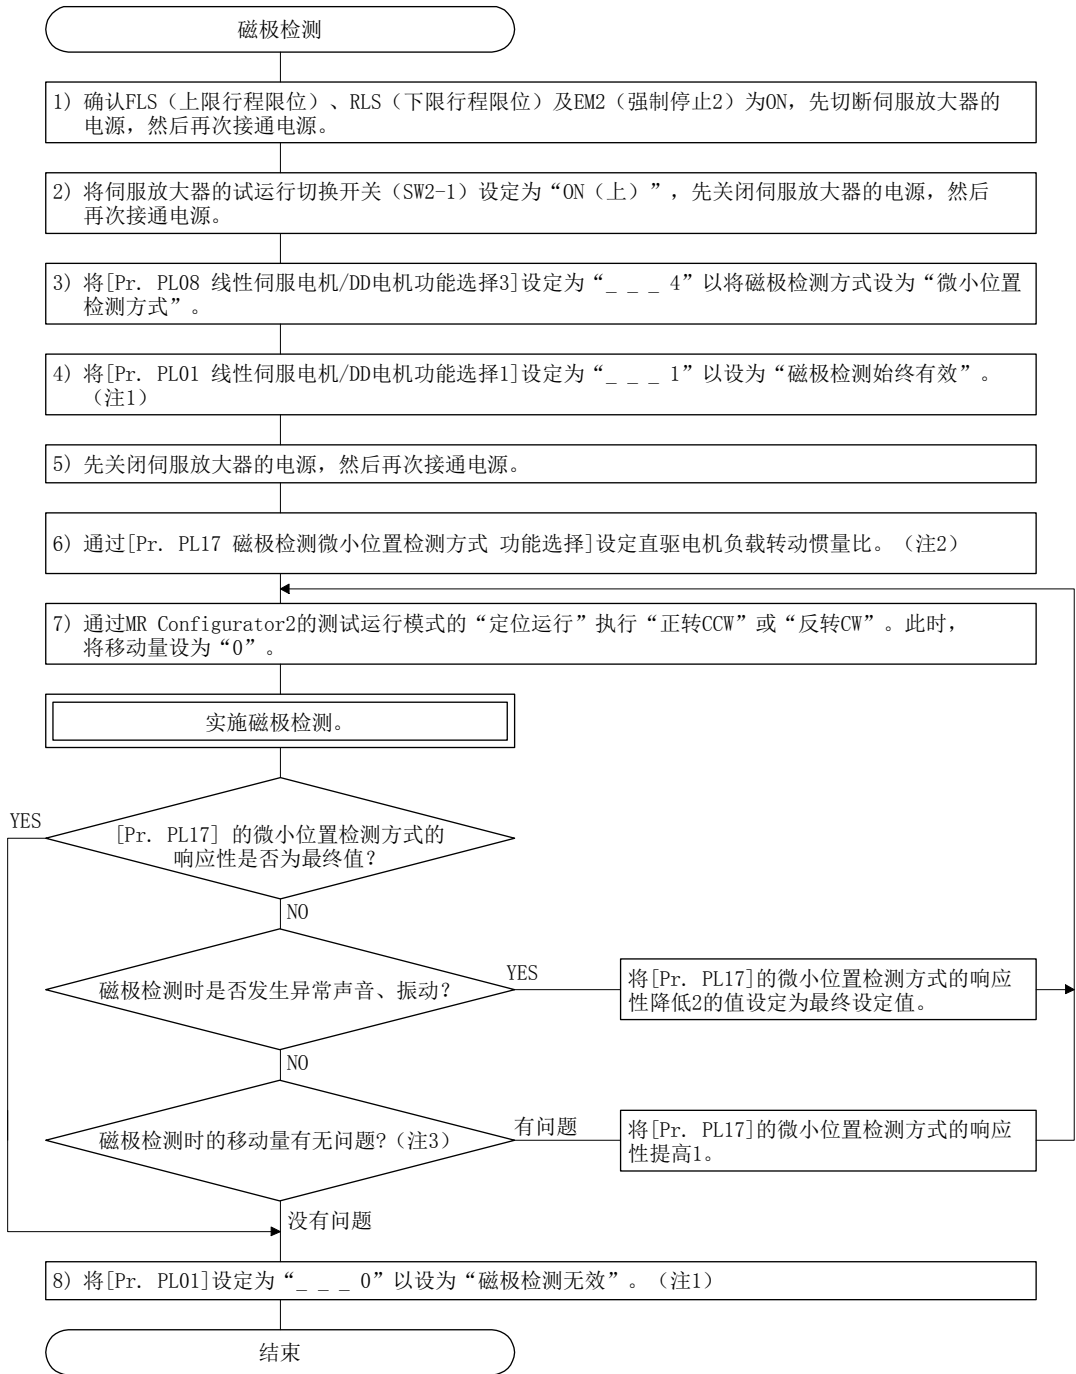 磁极检测
1) 确认FLS（上限行程限位）、RLS（下限行程限位）及EM2（强制停止2）为ON，先切断伺服放大器的
电源，然后再次接通电源。
2) 将伺服放大器的试运行切换开关（SW2-1）设定为“ON（上）”，先关闭伺服放大器的电源，然后
再次接通电源。
3) 将[Pr. PL08 线性伺服电机/DD电机功能选择3]设定为“_ _ _ 4”以将磁极检测方式设为“微小位置
检测方式”。
4) 将[Pr. PL01 线性伺服电机/DD电机功能选择1]设定为“_ _ _ 1”以设为“磁极检测始终有效”。
（注1）
5) 先关闭伺服放大器的电源，然后再次接通电源。
6) 通过[Pr. PL17 磁极检测微小位置检测方式 功能选择]设定直驱电机负载转动惯量比。（注2）
7) 通过MR Configurator2的测试运行模式的“定位运行”执行“正转CCW”或“反转CW”。此时，
将移动量设为“0”。
实施磁极检测。
YES
[Pr. PL17] 的微小位置检测方式的
响应性是否为最终值？
NO
磁极检测时是否发生异常声音、振动？
YES
将[Pr. PL17]的微小位置检测方式的响应
性降低2的值设定为最终设定值。
NO
磁极检测时的移动量有无问题?（注3）
有问题
将[Pr. PL17]的微小位置检测方式的响应
性提高1。
没有问题
8) 将[Pr. PL01]设定为“_ _ _ 0”以设为“磁极检测无效”。（注1）
结束